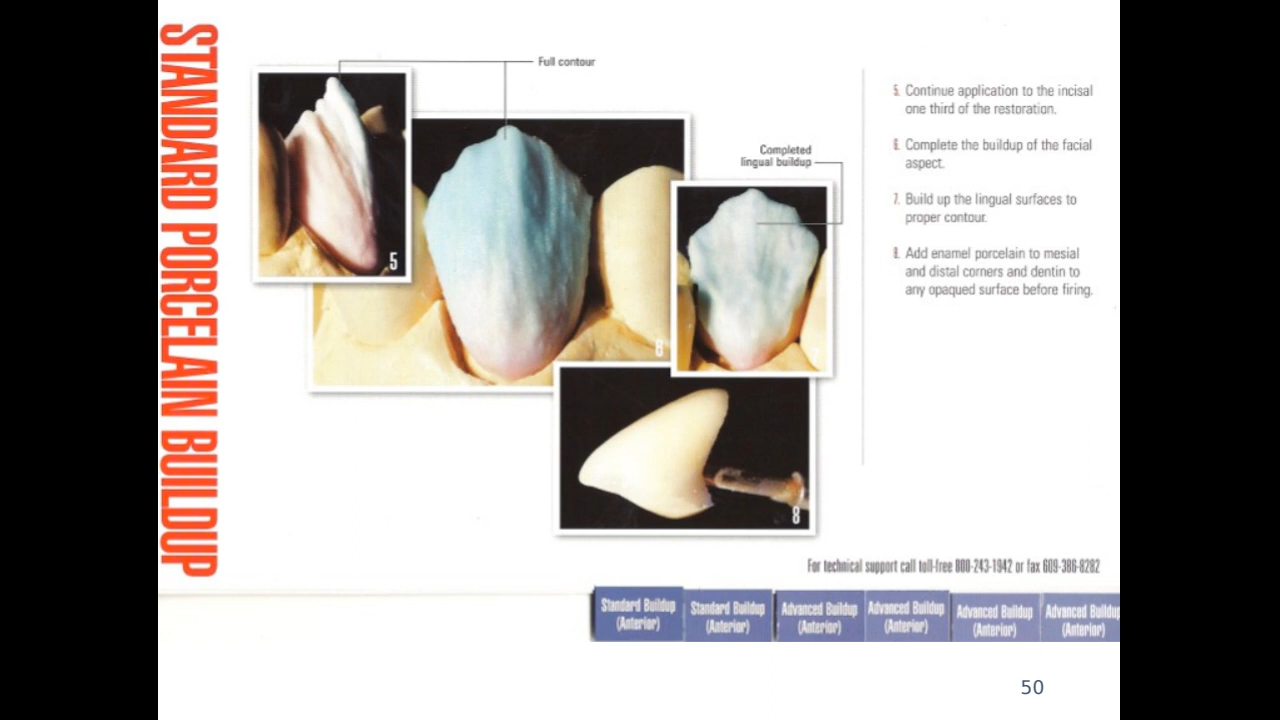 STANDARD PORCELAIN BUILDUP
Full contour
Completed
lingual buildup
5
6
7
8
5. Continue application to the incisal
one third of the restoration.
6. Complete the buildup of the facial
aspect.
7. Build up the lingual surfaces to
proper contour.
8. Add enamel porcelain to mesial
and distal corners and dentin to
any opaqued surface before firing.
For technical support call toll-free 800-243-1942 or fax 609-386-8282
Standard Buildup
(Anterior)
Standard Buildup
(Anterior)
Advanced Buildup
(Anterior)
Advanced Buildup
(Anterior)
Advanced Buildup
(Anterior)
Advanced Buildup
(Anterior)
50